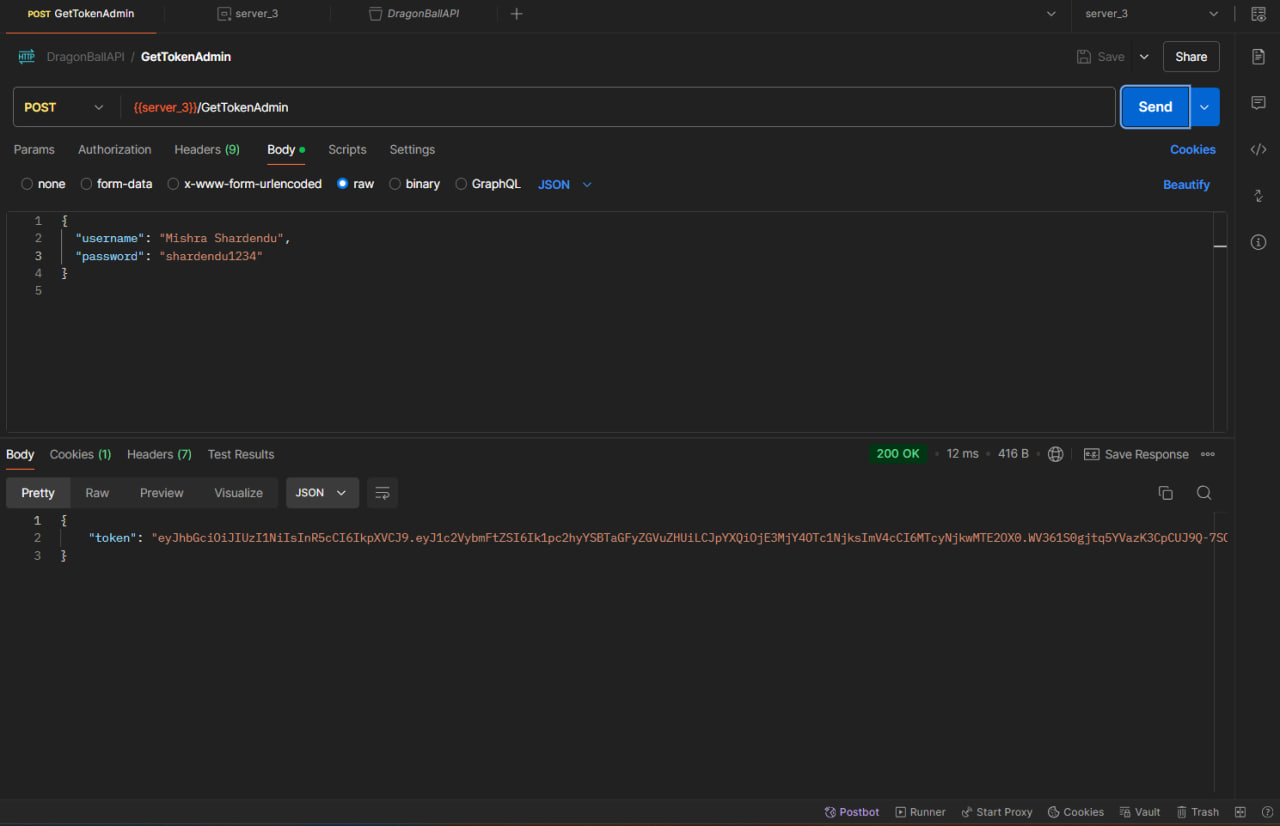 POST GetTokenAdmin server_3 DragonBallAPI server_3
HTTP DragonBallAPI / GetTokenAdmin Save Share
POST {{server_3}}/GetTokenAdmin Send
Params Authorization Headers (9) Body Scripts Settings Cookies
none form-data x-www-form-urlencoded raw binary GraphQL JSON Beautify
1 {
2 "username": "Mishra Shardendu",
3 "password": "shardendu1234"
4 }
5
Body Cookies (1) Headers (7) Test Results 200 OK 12 ms 416 B e.g. Save Response
Pretty Raw Preview Visualize JSON
1 {
2 "token": "eyJhbGciOiJIUzI1NiIsInR5cCI6IkpXVCJ9.eyJ1c2VybmFtZSI6Ik1pc2hyYSBTaGFyZGVuZHUiLCJpYXQiOjE3MjY4OTc1NjksImV4cCI6MTcyNjkwMTE2OX0.WV361S0gjtq5YVazK3CpCUJ9Q-7SC
3 }
Postbot Runner Start Proxy Cookies Vault Trash